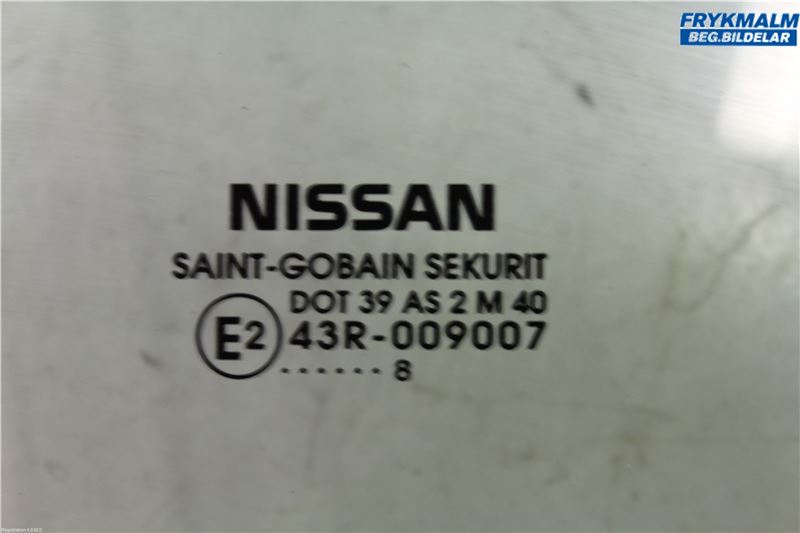 FRYKMALM
BEG.BILDELAR
NISSAN
SAINT-GOBAIN SEKURIT
DOT 39 AS 2 M 40
E2 43R-009007
...... 8